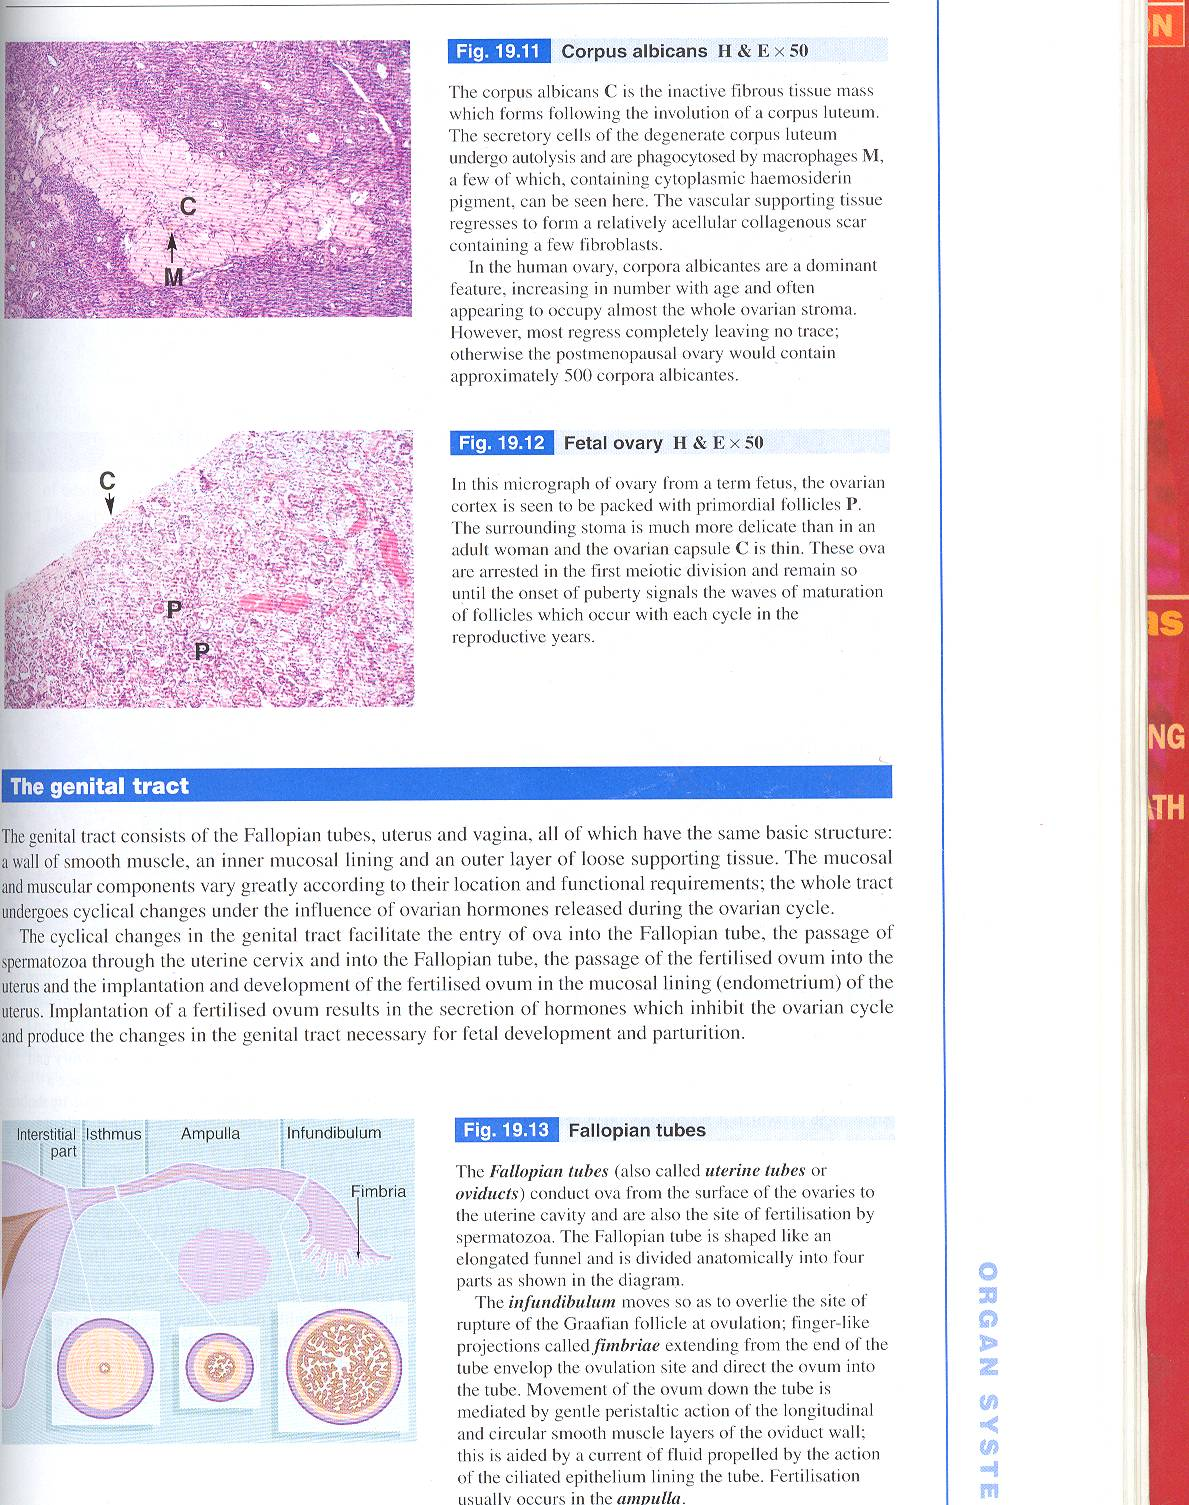 Fig. 19.11 Corpus albicans H & E × 50
The corpus albicans C is the inactive fibrous tissue mass
which forms following the involution of a corpus luteum.
The secretory cells of the degenerate corpus luteum
undergo autolysis and are phagocytosed by macrophages M,
a few of which, containing cytoplasmic haemosiderin
pigment, can be seen here. The vascular supporting tissue
regresses to form a relatively acellular collagenous scar
containing a few fibroblasts.
In the human ovary, corpora albicantes are a dominant
feature, increasing in number with age and often
appearing to occupy almost the whole ovarian stroma.
However, most regress completely leaving no trace;
otherwise the postmenopausal ovary would contain
approximately 500 corpora albicantes.
C
M
Fig. 19.12 Fetal ovary H & E × 50
In this micrograph of ovary from a term fetus, the ovarian
cortex is seen to be packed with primordial follicles P.
The surrounding stoma is much more delicate than in an
adult woman and the ovarian capsule C is thin. These ova
are arrested in the first meiotic division and remain so
until the onset of puberty signals the waves of maturation
of follicles which occur with each cycle in the
reproductive years.
C
P
P
The genital tract
The genital tract consists of the Fallopian tubes, uterus and vagina, all of which have the same basic structure:
a wall of smooth muscle, an inner mucosal lining and an outer layer of loose supporting tissue. The mucosal
and muscular components vary greatly according to their location and functional requirements; the whole tract
undergoes cyclical changes under the influence of ovarian hormones released during the ovarian cycle.
The cyclical changes in the genital tract facilitate the entry of ova into the Fallopian tube, the passage of
spermatozoa through the uterine cervix and into the Fallopian tube, the passage of the fertilised ovum into the
uterus and the implantation and development of the fertilised ovum in the mucosal lining (endometrium) of the
uterus. Implantation of a fertilised ovum results in the secretion of hormones which inhibit the ovarian cycle
and produce the changes in the genital tract necessary for fetal development and parturition.
Interstitial part
Isthmus
Ampulla
Infundibulum
Fimbria
Fig. 19.13 Fallopian tubes
The Fallopian tubes (also called uterine tubes or
oviducts) conduct ova from the surface of the ovaries to
the uterine cavity and are also the site of fertilisation by
spermatozoa. The Fallopian tube is shaped like an
elongated funnel and is divided anatomically into four
parts as shown in the diagram.
The infundibulum moves so as to overlie the site of
rupture of the Graafian follicle at ovulation; finger-like
projections called fimbriae extending from the end of the
tube envelop the ovulation site and direct the ovum into
the tube. Movement of the ovum down the tube is
mediated by gentle peristaltic action of the longitudinal
and circular smooth muscle layers of the oviduct wall;
this is aided by a current of fluid propelled by the action
of the ciliated epithelium lining the tube. Fertilisation
usually occurs in the ampulla.
ORGAN SYSTE
N
as
NG
ATH